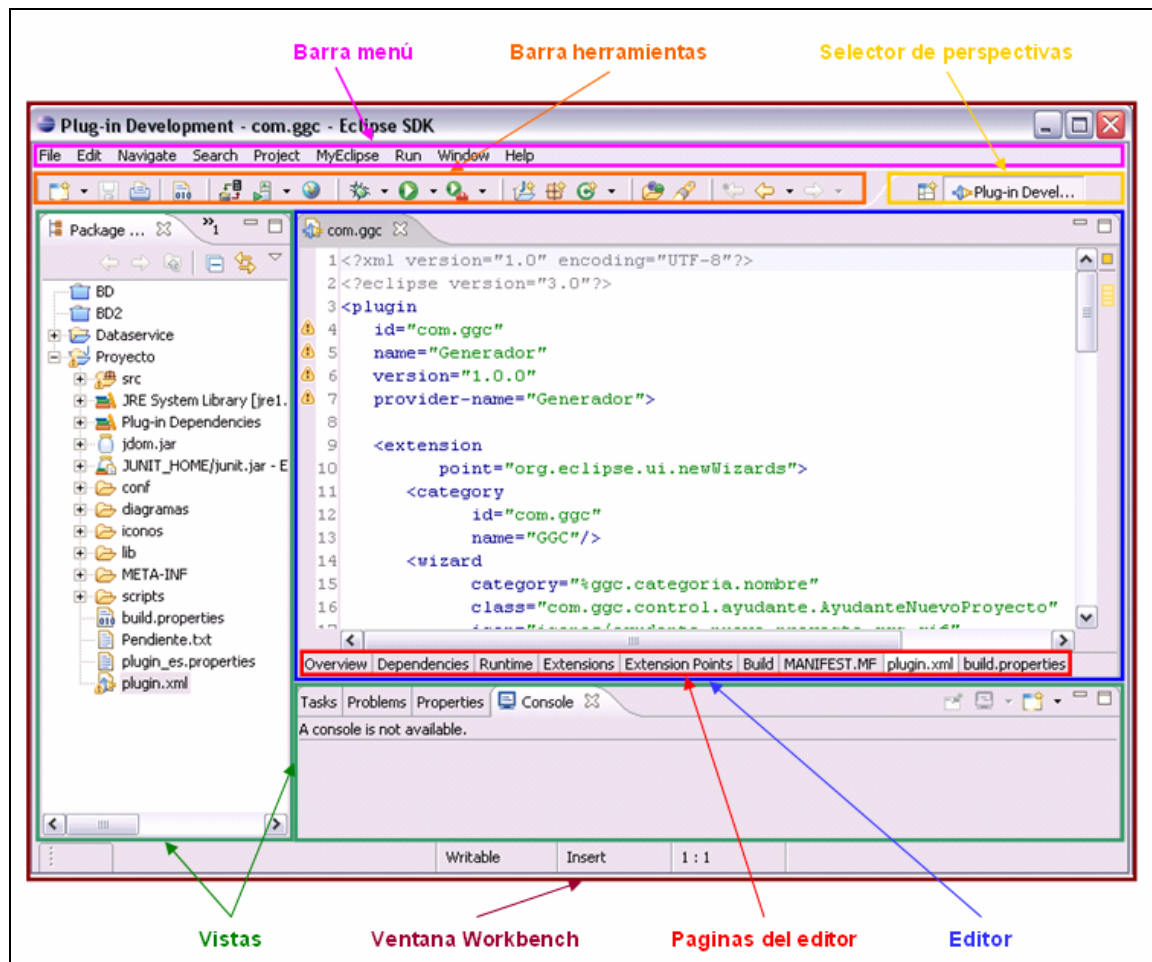 Barra menú
Barra herramientas
Selector de perspectivas
Plug-in Development - com.ggc - Eclipse SDK
File Edit Navigate Search Project MyEclipse Run Window Help
Plug-in Devel...
Package ...
»1
BD
BD2
Dataservice
Proyecto
src
JRE System Library [jre1.
Plug-in Dependencies
jdom.jar
JUNIT_HOME/junit.jar - E
conf
diagramas
iconos
lib
META-INF
scripts
build.properties
Pendiente.txt
plugin_es.properties
plugin.xml
com.ggc
1 <?xml version="1.0" encoding="UTF-8"?>
2 <?eclipse version="3.0"?>
3 <plugin
4 id="com.ggc"
5 name="Generador"
6 version="1.0.0"
7 provider-name="Generador">
8
9 <extension
10 point="org.eclipse.ui.newWizards">
11 <category
12 id="com.ggc"
13 name="GGC"/>
14 <wizard
15 category="%ggc.categoria.nombre"
16 class="com.ggc.control.ayudante.AyudanteNuevoProyecto"
Overview Dependencies Runtime Extensions Extension Points Build MANIFEST.MF plugin.xml build.properties
Tasks Problems Properties Console
A console is not available.
Writable Insert 1 : 1
Vistas
Ventana Workbench
Paginas del editor
Editor